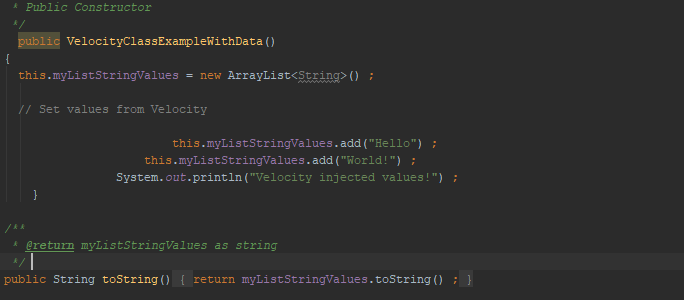 * Public Constructor
*/
public VelocityClassExampleWithData()
{
this.myListStringValues = new ArrayList<String>() ;
// Set values from Velocity
this.myListStringValues.add("Hello") ;
this.myListStringValues.add("World!") ;
System.out.println("Velocity injected values!") ;
}
/**
* @return myListStringValues as string
*/
public String toString() { return myListStringValues.toString() ; }